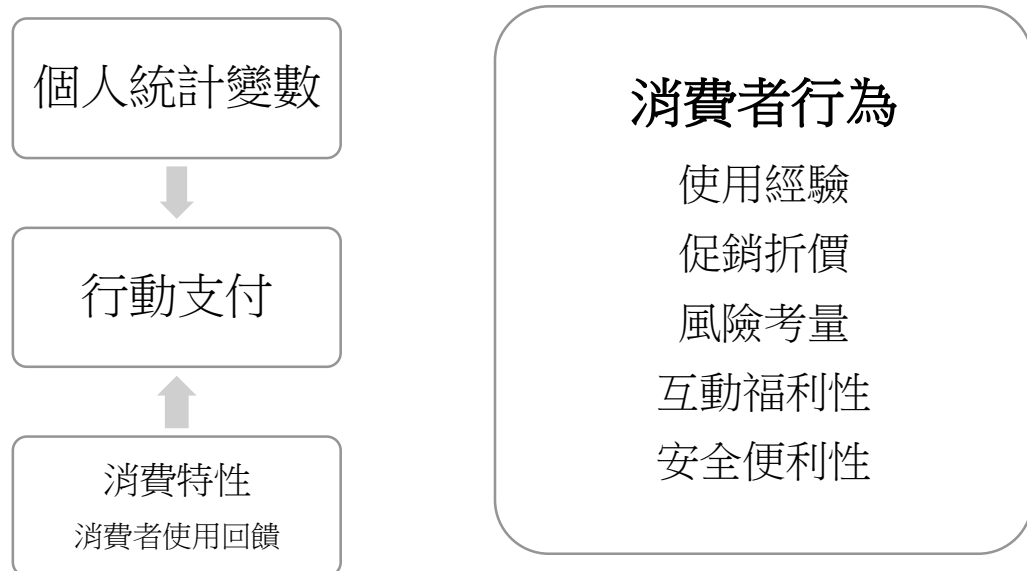 個人統計變數
行動支付
消費特性
消費者使用回饋
消費者行為
使用經驗
促銷折價
風險考量
互動福利性
安全便利性